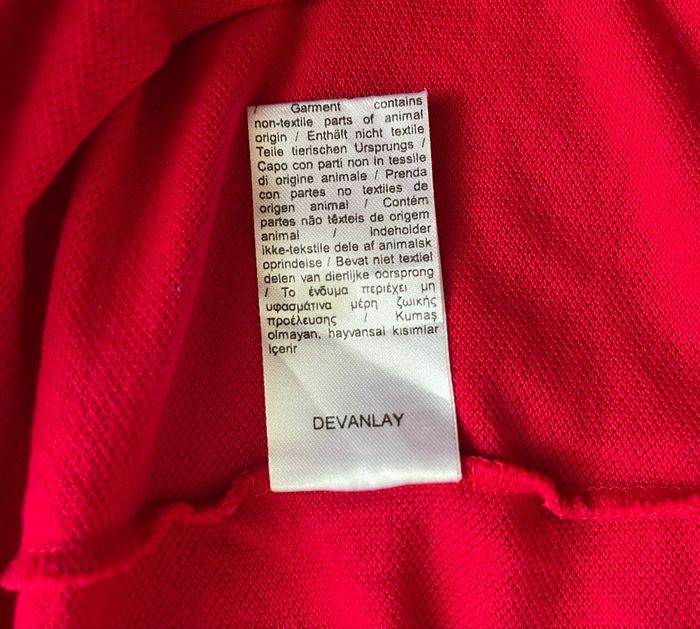 / Garment contains
non-textile parts of animal
origin / Enthält nicht textile
Teile tierischen Ursprungs /
Capo con parti non in tessile
di origine animale / Prenda
con partes no textiles de
origen animal / Contém
partes não têxteis de origem
animal / Indeholder
ikke-tekstile dele af animalsk
oprindelse / Bevat niet textiel
delen van dierlijke oorsprong
/ Το ένδυμα περιέχει μη
υφασμάτινα μέρη ζωικής
προέλευσης / Kumaş
olmayan, hayvansal kısımlar
içerir
DEVANLAY